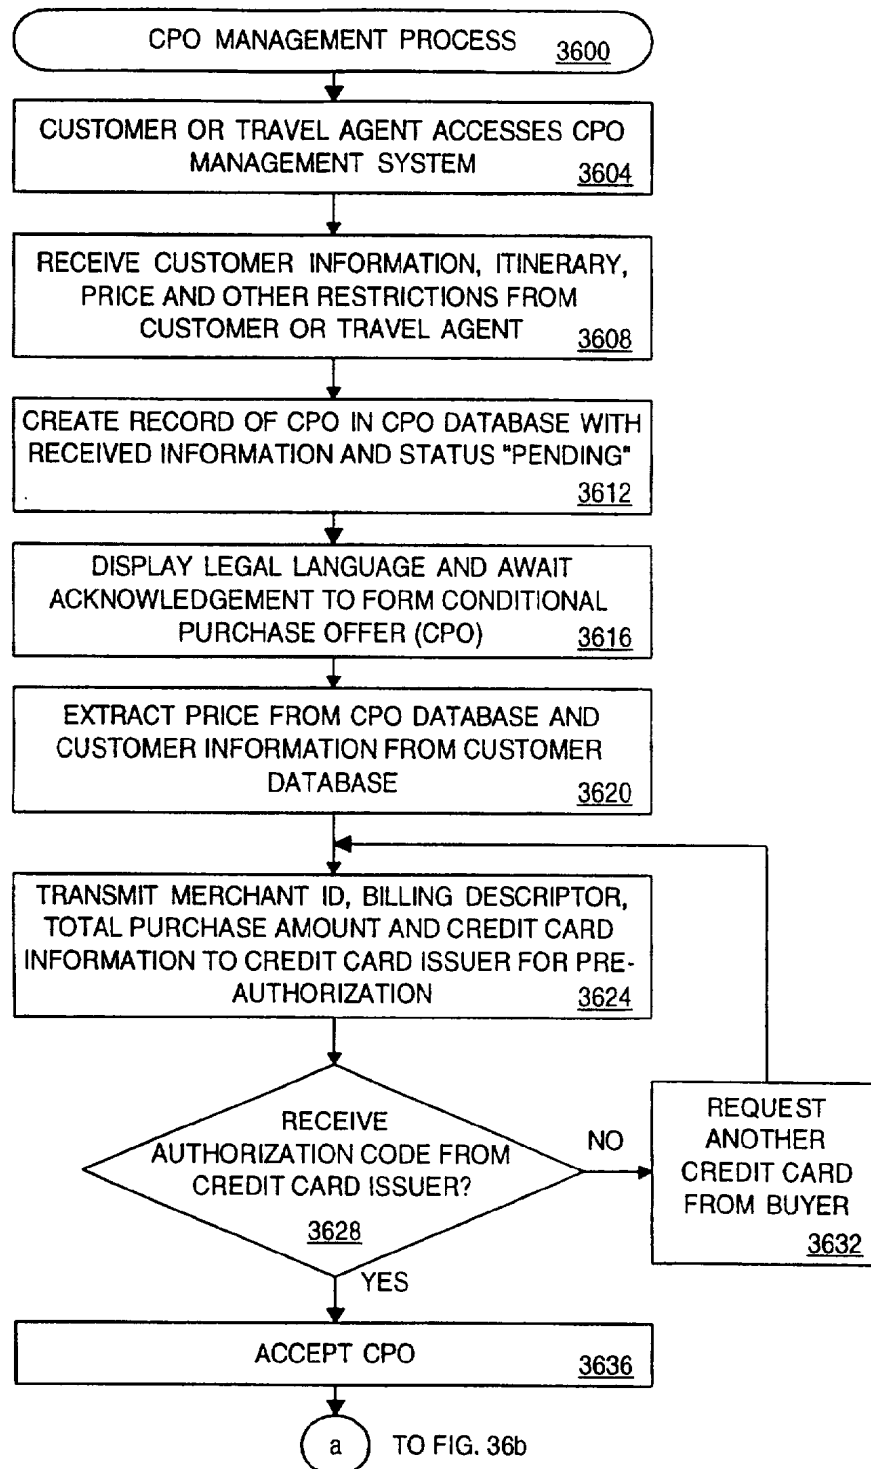 CPO MANAGEMENT PROCESS 3600
CUSTOMER OR TRAVEL AGENT ACCESSES CPO
MANAGEMENT SYSTEM
3604
RECEIVE CUSTOMER INFORMATION, ITINERARY,
PRICE AND OTHER RESTRICTIONS FROM
CUSTOMER OR TRAVEL AGENT
3608
CREATE RECORD OF CPO IN CPO DATABASE WITH
RECEIVED INFORMATION AND STATUS "PENDING"
3612
DISPLAY LEGAL LANGUAGE AND AWAIT
ACKNOWLEDGEMENT TO FORM CONDITIONAL
PURCHASE OFFER (CPO)
3616
EXTRACT PRICE FROM CPO DATABASE AND
CUSTOMER INFORMATION FROM CUSTOMER
DATABASE
3620
TRANSMIT MERCHANT ID, BILLING DESCRIPTOR,
TOTAL PURCHASE AMOUNT AND CREDIT CARD
INFORMATION TO CREDIT CARD ISSUER FOR PRE-
AUTHORIZATION
3624
RECEIVE
AUTHORIZATION CODE FROM
CREDIT CARD ISSUER?
3628
NO
REQUEST
ANOTHER
CREDIT CARD
FROM BUYER
3632
YES
ACCEPT CPO
3636
a TO FIG. 36b